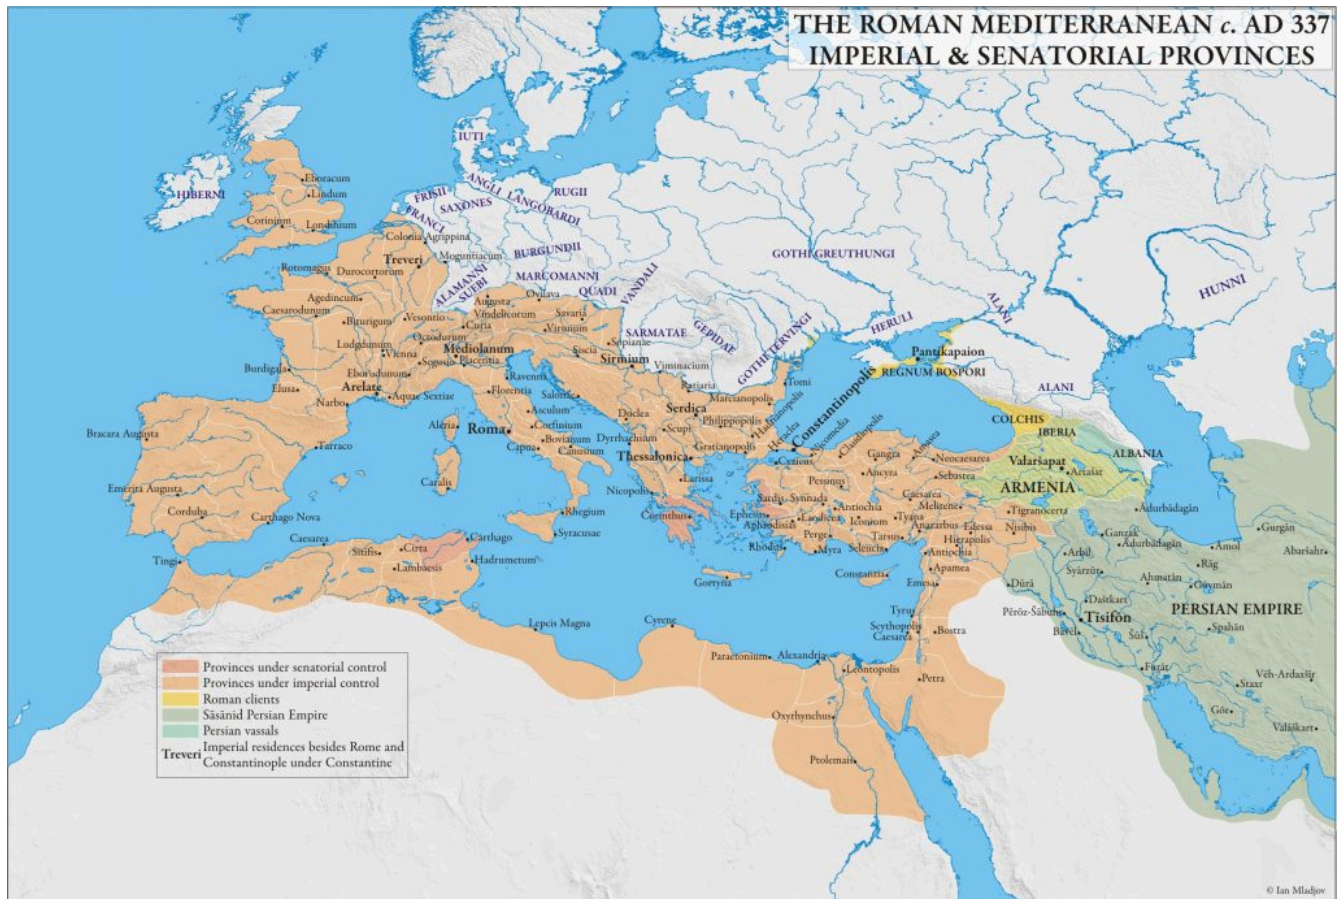 THE ROMAN MEDITERRANEAN c. AD 337
IMPERIAL & SENATORIAL PROVINCES
IUTI
HIBERNI
Eboracum
Lindum
Corinium
Londinium
FRISII
ANGLI
SAXONES
LANGOBARDI
RUGII
FRANCI
Colonia Agrippina
Moguntiacum
BURGUNDII
GOTHI GREUTHUNGI
HUNNI
Treveri
Rotomagus
Durocortorum
ALAMANNI
SUEBI
MARCOMANNI
QUADI
VANDALI
ALANI
Agedincum
Caesarodunum
Biturigum
Vesontio
Augusta
Vindelicorum
Ovilava
Savaria
Curia
Virunum
SARMATAE
GEPIDAE
GOTHI TERVINGI
HERULI
Octodurum
Ludgdunum
Vienna
Mediolanum
Segusio
Placentia
Siscia
Sopianae
Sirmium
Viminacium
Pantikapaion
REGNUM BOSPORI
Burdigala
Eborudunum
Elusa
Arelate
Narbo
Aquae Sextiae
Ravenna
Florentia
Salonae
Ratiaria
Marcianopolis
Tomi
ALANI
Bracara Augusta
Tarraco
Aleria
Asculum
Corfinium
Roma
Bovianum
Capua
Canusium
Doclea
Serdica
Scupi
Philippopolis
Hadrianopolis
Gratianopolis
Heraclea
Constantinopolis
Nicomedia
Claudiopolis
COLCHIS
IBERIA
ALBANIA
Dyrrhachium
Thessalonica
Cyzicus
Gangra
Amasea
Neocaesarea
Valaršapat
Artašat
Emerita Augusta
Corduba
Carthago Nova
Caralis
Nicopolis
Larissa
Ancyra
Pessinus
Sebastea
ARMENIA
Rhegium
Syracusae
Corinthus
Sardis
Synnada
Ephesus
Antiochia
Laodicea
Aphrodisias
Iconium
Caesarea
Melitene
Tyana
Anazarbus
Edessa
Tigranocerta
Nisibis
Ādurbādagān
Tingi
Caesarea
Sitifis
Cirta
Lambaesis
Carthago
Hadrumetum
Perge
Tarsus
Hierapolis
Rhodus
Myra
Seleucia
Antiochia
Gortyna
Constantia
Apamea
Emesa
Ganzak
Ādurbādagān
Arbil
Syārzūr
Āmol
Gurgān
Abaršahr
Rāg
Dūrā
Ahmatān
Pērōz-Šābuhr
Daštkart
Tīsifōn
PERSIAN EMPIRE
Bāvēl
Šūš
Spahān
Lepcis Magna
Cyrene
Tyrus
Scythopolis
Caesarea
Bostra
Paraetonium
Alexandria
Leontopolis
Petra
Furāt
Staxr
Vēh-Ardaxšīr
Gōr
Valāškart
Oxyrhynchus
Ptolemais
Provinces under senatorial control
Provinces under imperial control
Roman clients
Sāsānid Persian Empire
Persian vassals
Treveri Imperial residences besides Rome and
Constantinople under Constantine
© Ian Mladjov